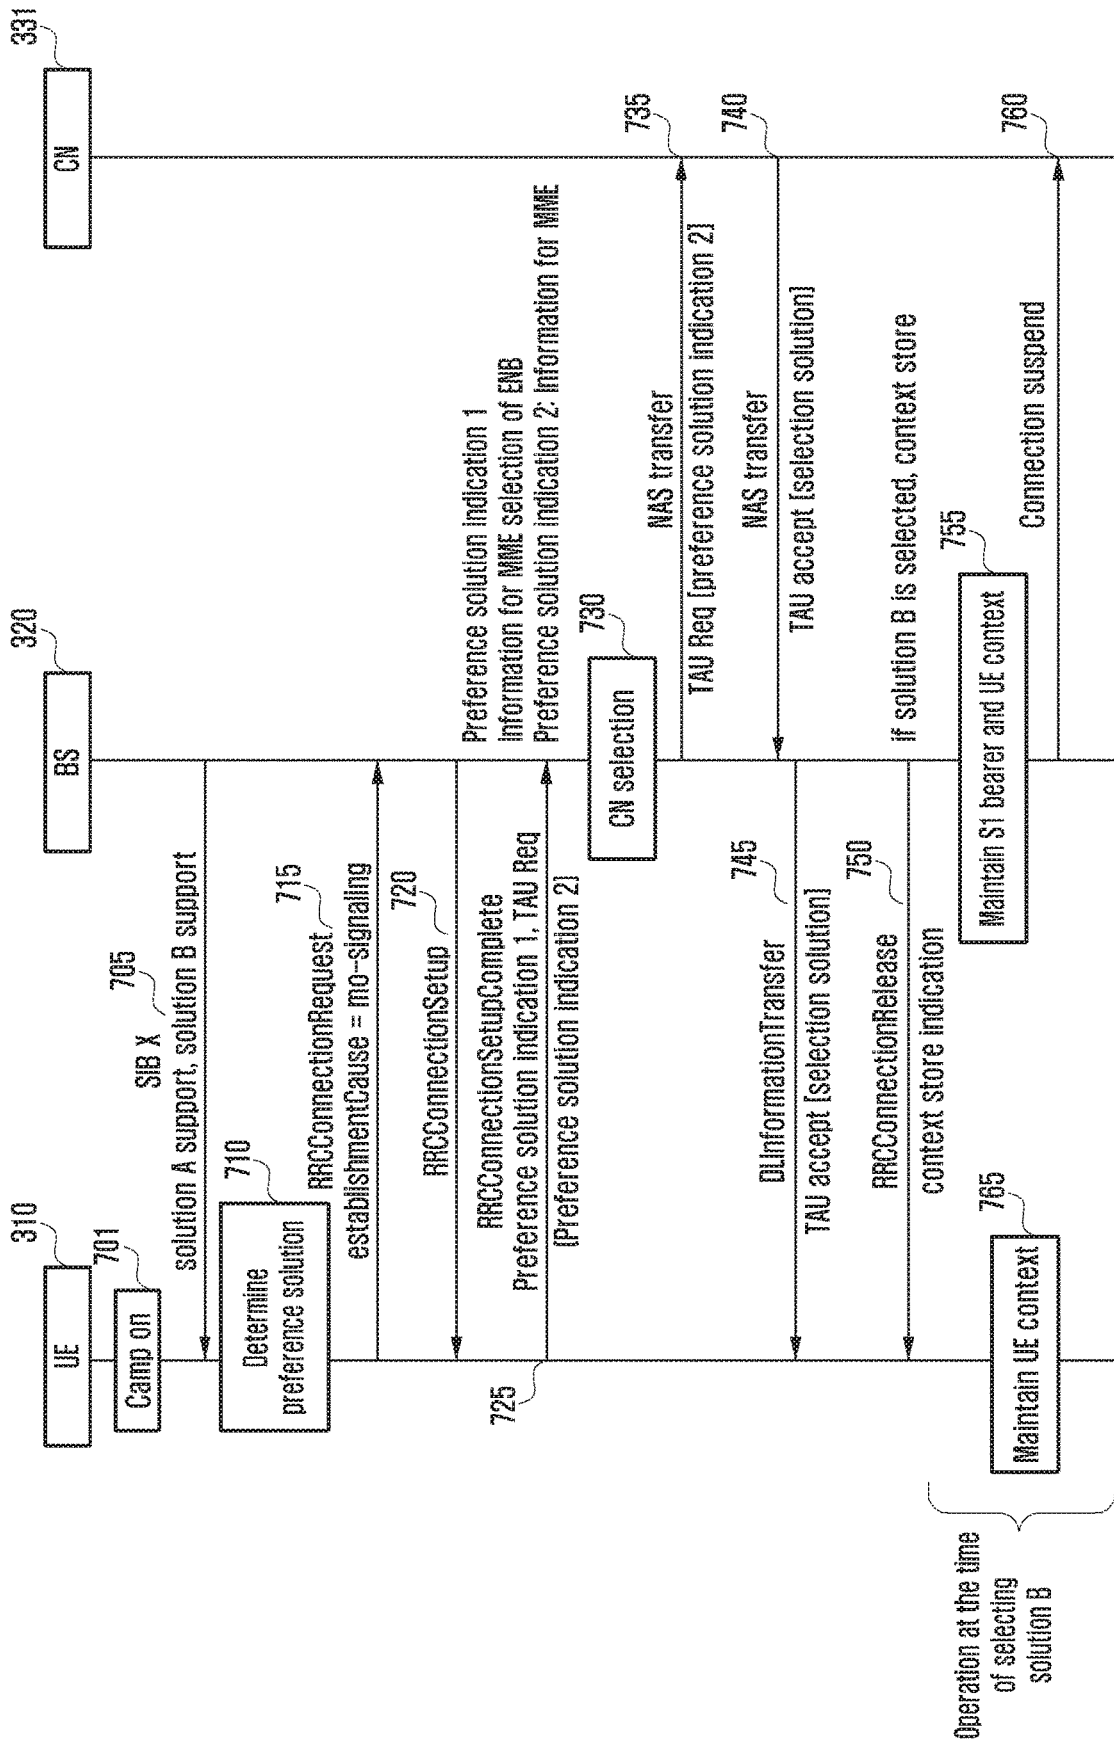 UE
310
BS
320
CN
331
Camp on
701
SIB X
705
solution A support, solution B support
Determine
preference solution
710
RRCConnectionRequest
715
establishmentCause = mo-signaling
720
RRCConnectionSetup
RRCConnectionSetupComplete
Preference solution indication 1, TAU Req
[Preference solution indication 2]
725
Preference solution indication 1
Information for MME selection of ENB
Preference solution indication 2: Information for MME
CN selection
730
NAS transfer
735
TAU Req [preference solution indication 2]
NAS transfer
740
TAU accept [selection solution]
DLInformationTransfer
745
TAU accept [selection solution]
RRCConnectionRelease
750
context store indication
If solution B is selected, context store
Maintain S1 bearer and UE context
755
Connection suspend
760
Maintain UE context
765
Operation at the time
of selecting
solution B